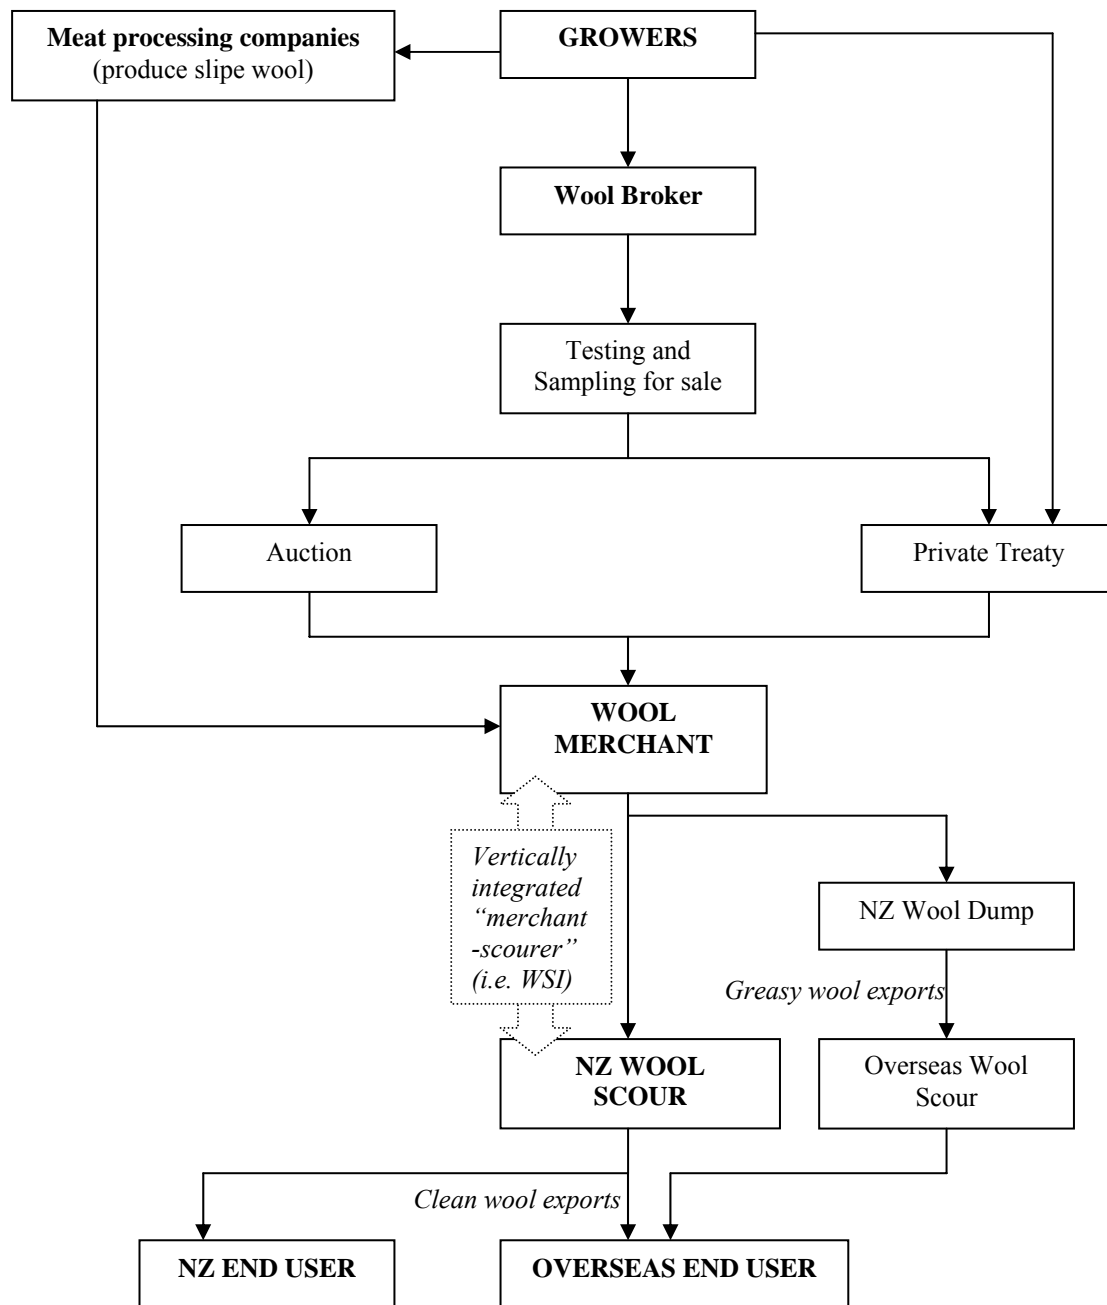 Meat processing companies
(produce slipe wool)
GROWERS
Wool Broker
Testing and
Sampling for sale
Auction
Private Treaty
WOOL
MERCHANT
Vertically
integrated
“merchant
-scourer”
(i.e. WSI)
NZ Wool Dump
Greasy wool exports
NZ WOOL
SCOUR
Overseas Wool
Scour
Clean wool exports
NZ END USER
OVERSEAS END USER